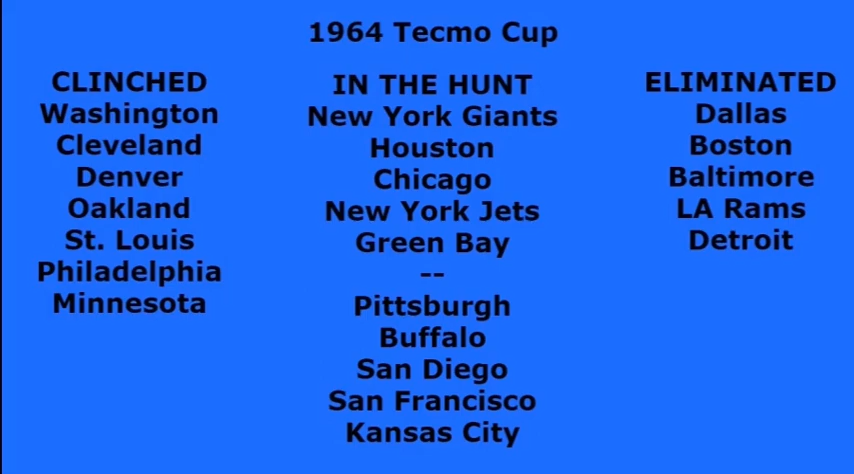 1964 Tecmo Cup
CLINCHED
Washington
Cleveland
Denver
Oakland
St. Louis
Philadelphia
Minnesota
IN THE HUNT
New York Giants
Houston
Chicago
New York Jets
Green Bay
--
Pittsburgh
Buffalo
San Diego
San Francisco
Kansas City
ELIMINATED
Dallas
Boston
Baltimore
LA Rams
Detroit